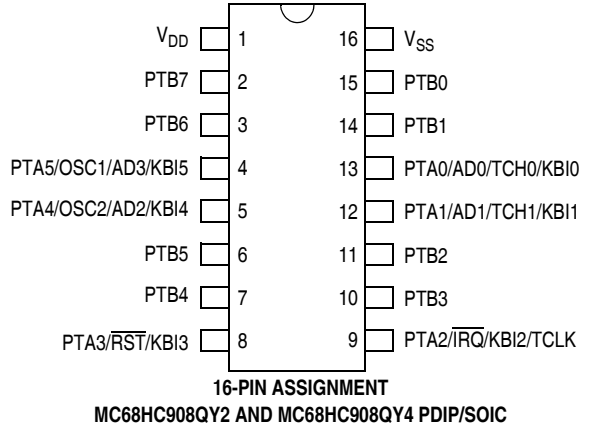 VDD 1 16 VSS
PTB7 2 15 PTB0
PTB6 3 14 PTB1
PTA5/OSC1/AD3/KBI5 4 13 PTA0/AD0/TCH0/KBI0
PTA4/OSC2/AD2/KBI4 5 12 PTA1/AD1/TCH1/KBI1
PTB5 6 11 PTB2
PTB4 7 10 PTB3
PTA3/RST/KBI3 8 9 PTA2/IRQ/KBI2/TCLK
16-PIN ASSIGNMENT
MC68HC908QY2 AND MC68HC908QY4 PDIP/SOIC